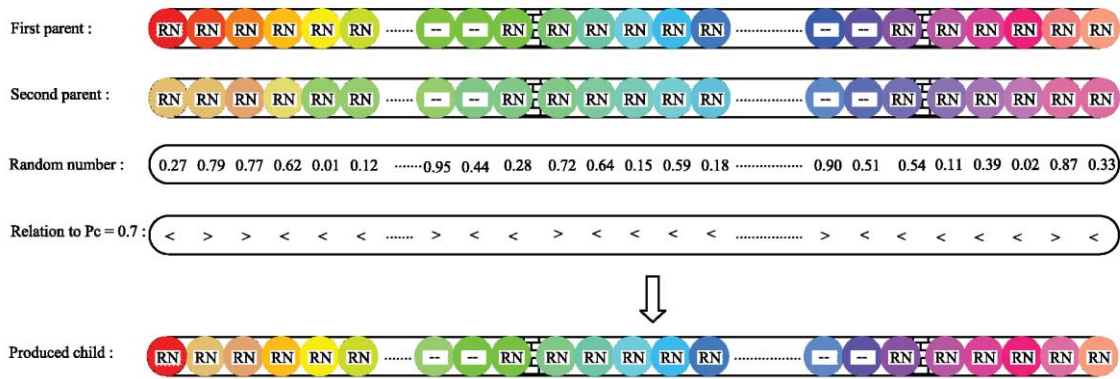 First parent : RN RN RN RN RN RN ...... -- -- RN RN RN RN RN RN ............... -- -- RN RN RN RN RN RN
Second parent : RN RN RN RN RN RN ...... -- -- RN RN RN RN RN RN ............... -- -- RN RN RN RN RN RN
Random number : 0.27 0.79 0.77 0.62 0.01 0.12 ...... 0.95 0.44 0.28 0.72 0.64 0.15 0.59 0.18 ............... 0.90 0.51 0.54 0.11 0.39 0.02 0.87 0.33
Relation to Pc = 0.7 : < > > < < < ...... > < < > < < < < ............... > < < < < < > <
Produced child : RN RN RN RN RN RN ...... -- -- RN RN RN RN RN RN ............... -- -- RN RN RN RN RN RN